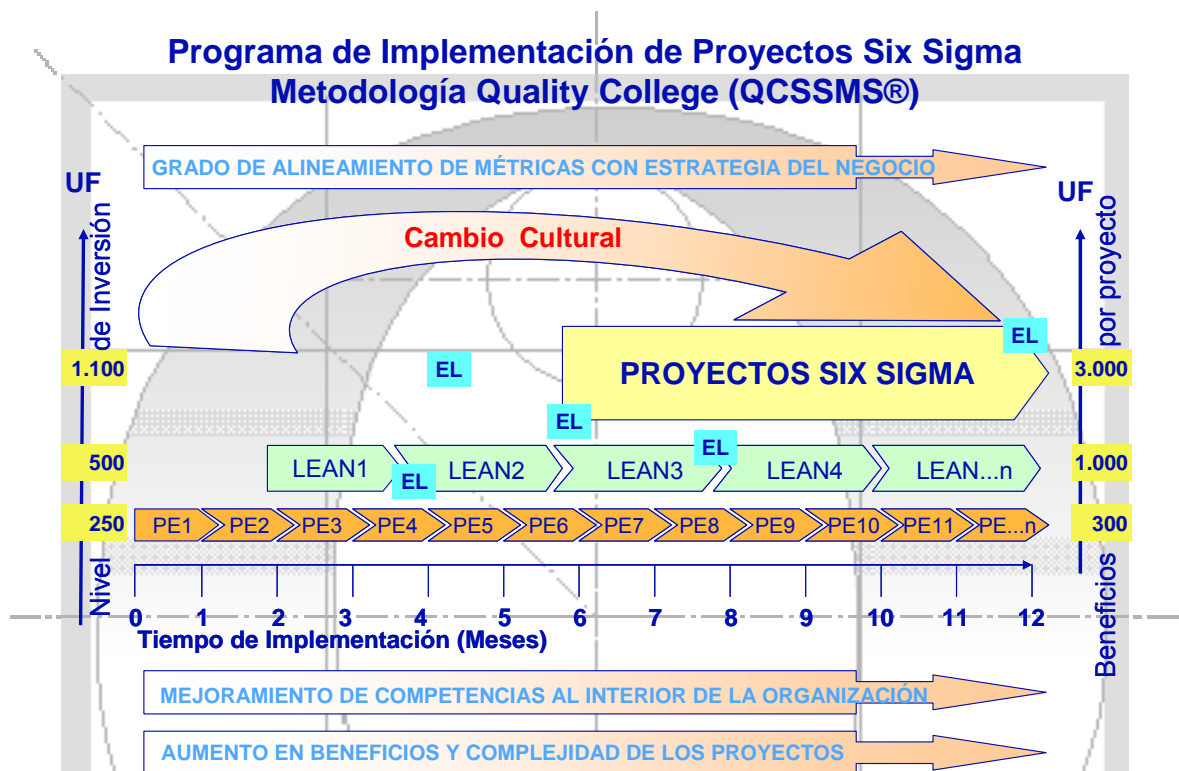 Programa de Implementación de Proyectos Six Sigma
Metodología Quality College (QCSSMS®)
GRADO DE ALINEAMIENTO DE MÉTRICAS CON ESTRATEGIA DEL NEGOCIO
UF
UF
Nivel de Inversión
Beneficios por proyecto
Cambio Cultural
EL
1.100
EL
PROYECTOS SIX SIGMA
3.000
EL
EL
500
LEAN1
LEAN2
LEAN3
LEAN4
LEAN...n
1.000
EL
250
PE1
PE2
PE3
PE4
PE5
PE6
PE7
PE8
PE9
PE10
PE11
PE...n
300
0 1 2 3 4 5 6 7 8 9 10 11 12
Tiempo de Implementación (Meses)
MEJORAMIENTO DE COMPETENCIAS AL INTERIOR DE LA ORGANIZACIÓN
AUMENTO EN BENEFICIOS Y COMPLEJIDAD DE LOS PROYECTOS